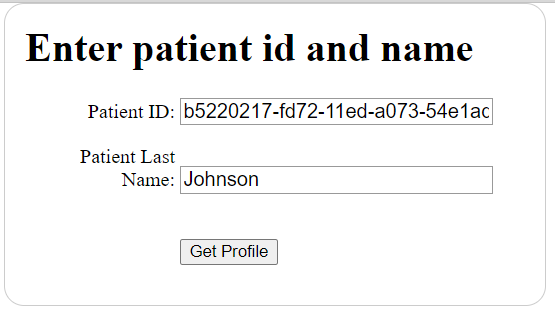 Enter patient id and name
Patient ID: b5220217-fd72-11ed-a073-54e1ac
Patient Last
Name: Johnson
Get Profile